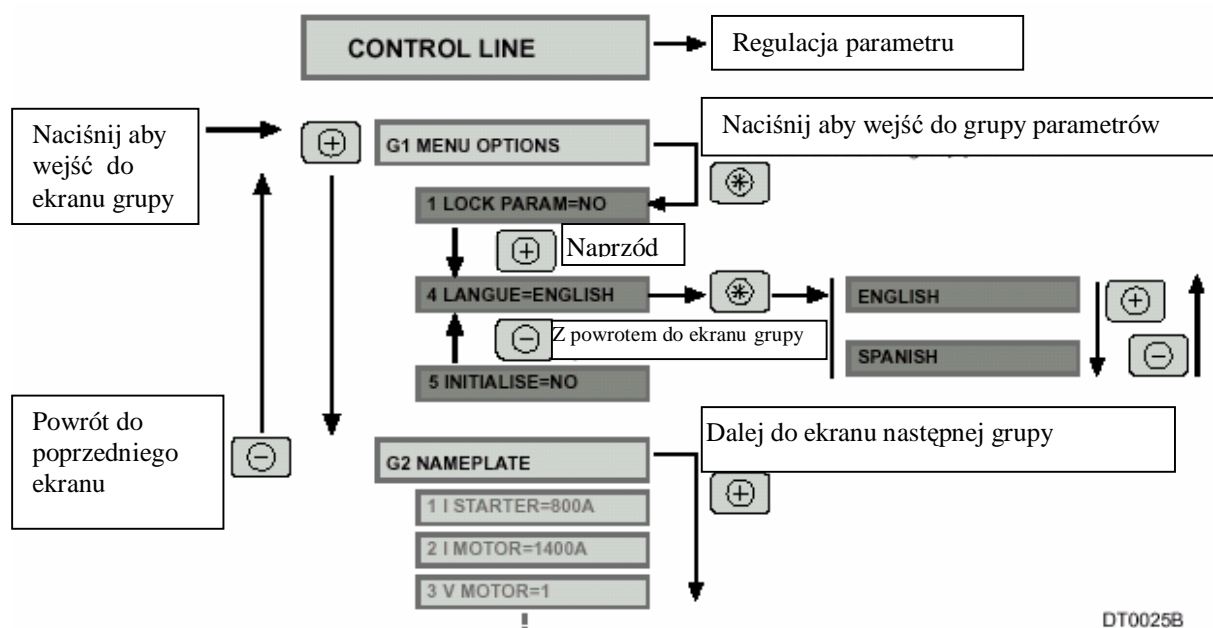 CONTROL LINE
Regulacja parametru
Naciśnij aby
wejść do
ekranu grupy
G1 MENU OPTIONS
Naciśnij aby wejść do grupy parametrów
1 LOCK PARAM=NO
Naprzód
4 LANGUE=ENGLISH
ENGLISH
Z powrotem do ekranu grupy
SPANISH
5 INITIALISE=NO
Powrót do
poprzedniego
ekranu
Dalej do ekranu następnej grupy
G2 NAMEPLATE
1 I STARTER=800A
2 I MOTOR=1400A
3 V MOTOR=1
DT0025B